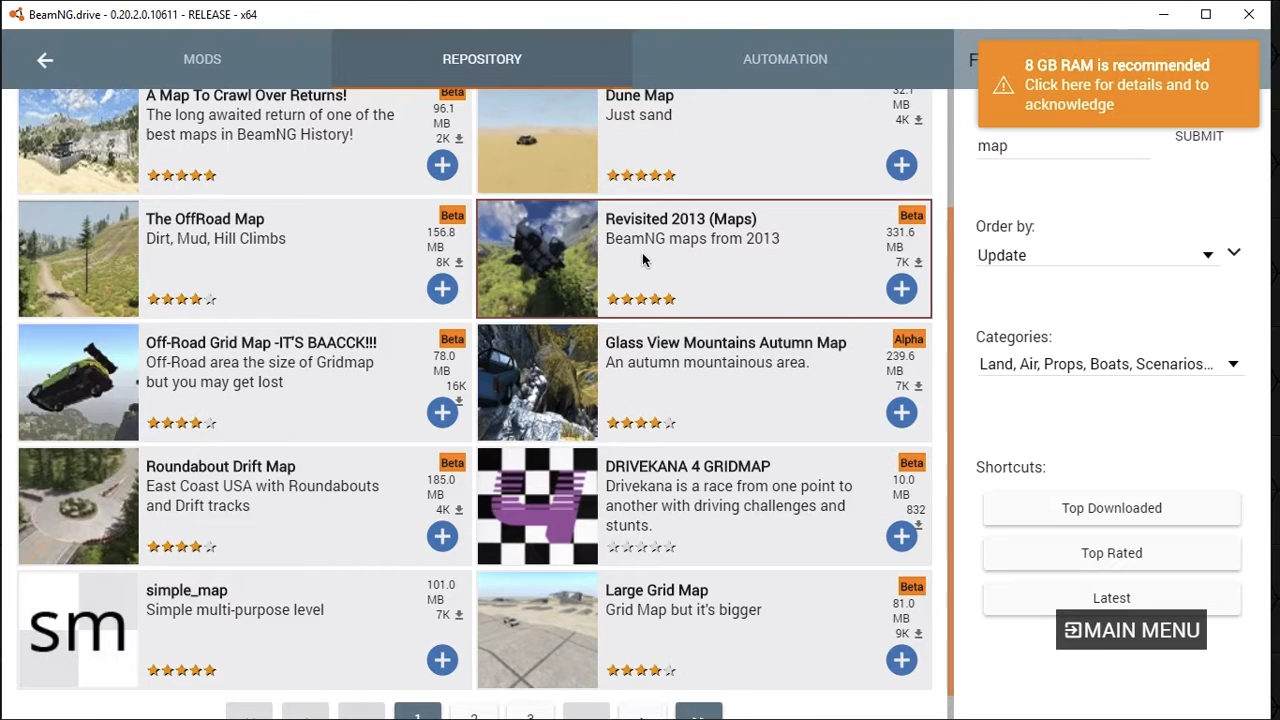 BeamNG.drive - 0.20.2.0.10611 - RELEASE - x64
MODS
REPOSITORY
AUTOMATION
F
8 GB RAM is recommended
Click here for details and to
acknowledge
map
SUBMIT
Order by:
Update
Categories:
Land, Air, Props, Boats, Scenarios...
Shortcuts:
Top Downloaded
Top Rated
Latest
MAIN MENU
A Map To Crawl Over Returns!
The long awaited return of one of the
best maps in BeamNG History!
Beta
96.1
MB
2K
Dune Map
Just sand
32.1
MB
4K
The OffRoad Map
Dirt, Mud, Hill Climbs
Beta
156.8
MB
8K
Revisited 2013 (Maps)
BeamNG maps from 2013
Beta
331.6
MB
7K
Off-Road Grid Map -IT'S BAACCK!!!
Off-Road area the size of Gridmap
but you may get lost
Beta
78.0
MB
16K
Glass View Mountains Autumn Map
An autumn mountainous area.
Alpha
239.6
MB
7K
Roundabout Drift Map
East Coast USA with Roundabouts
and Drift tracks
Beta
185.0
MB
4K
4
DRIVEKANA 4 GRIDMAP
Drivekana is a race from one point to
another with driving challenges and
stunts.
Beta
10.0
MB
832
sm
simple_map
Simple multi-purpose level
101.0
MB
7K
Large Grid Map
Grid Map but it's bigger
Beta
81.0
MB
9K
1
2
3